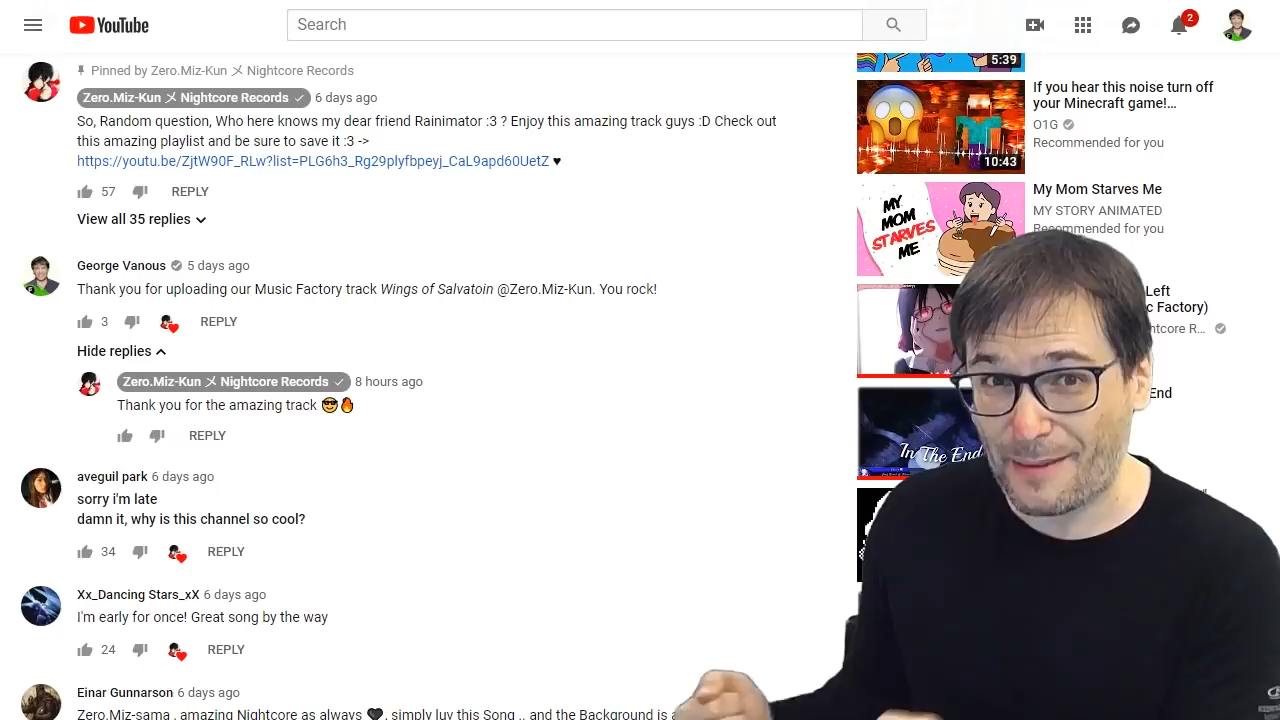 YouTube
Search
2
Pinned by Zero.Miz-Kun メ Nightcore Records
Zero.Miz-Kun メ Nightcore Records 6 days ago
So, Random question, Who here knows my dear friend Rainimator :3 ? Enjoy this amazing track guys :D Check out
this amazing playlist and be sure to save it :3 ->
https://youtu.be/ZjtW90F_RLw?list=PLG6h3_Rg29plyfbpeyj_CaL9apd60UetZ ♥
57 REPLY
View all 35 replies
George Vanous 5 days ago
Thank you for uploading our Music Factory track Wings of Salvatoin @Zero.Miz-Kun. You rock!
3 REPLY
Hide replies
Zero.Miz-Kun メ Nightcore Records 8 hours ago
Thank you for the amazing track 😎🔥
REPLY
aveguil park 6 days ago
sorry i'm late
damn it, why is this channel so cool?
34 REPLY
Xx_Dancing Stars_xX 6 days ago
I'm early for once! Great song by the way
24 REPLY
Einar Gunnarson 6 days ago
Zero.Miz-sama , amazing Nightcore as always 🖤, simply luv this Song .. and the Background is a
5:39
10:43
If you hear this noise turn off
your Minecraft game!...
O1G
Recommended for you
MY
MOM
STARVES
ME
My Mom Starves Me
MY STORY ANIMATED
Recommended for you
Left
Factory)
In The End
End